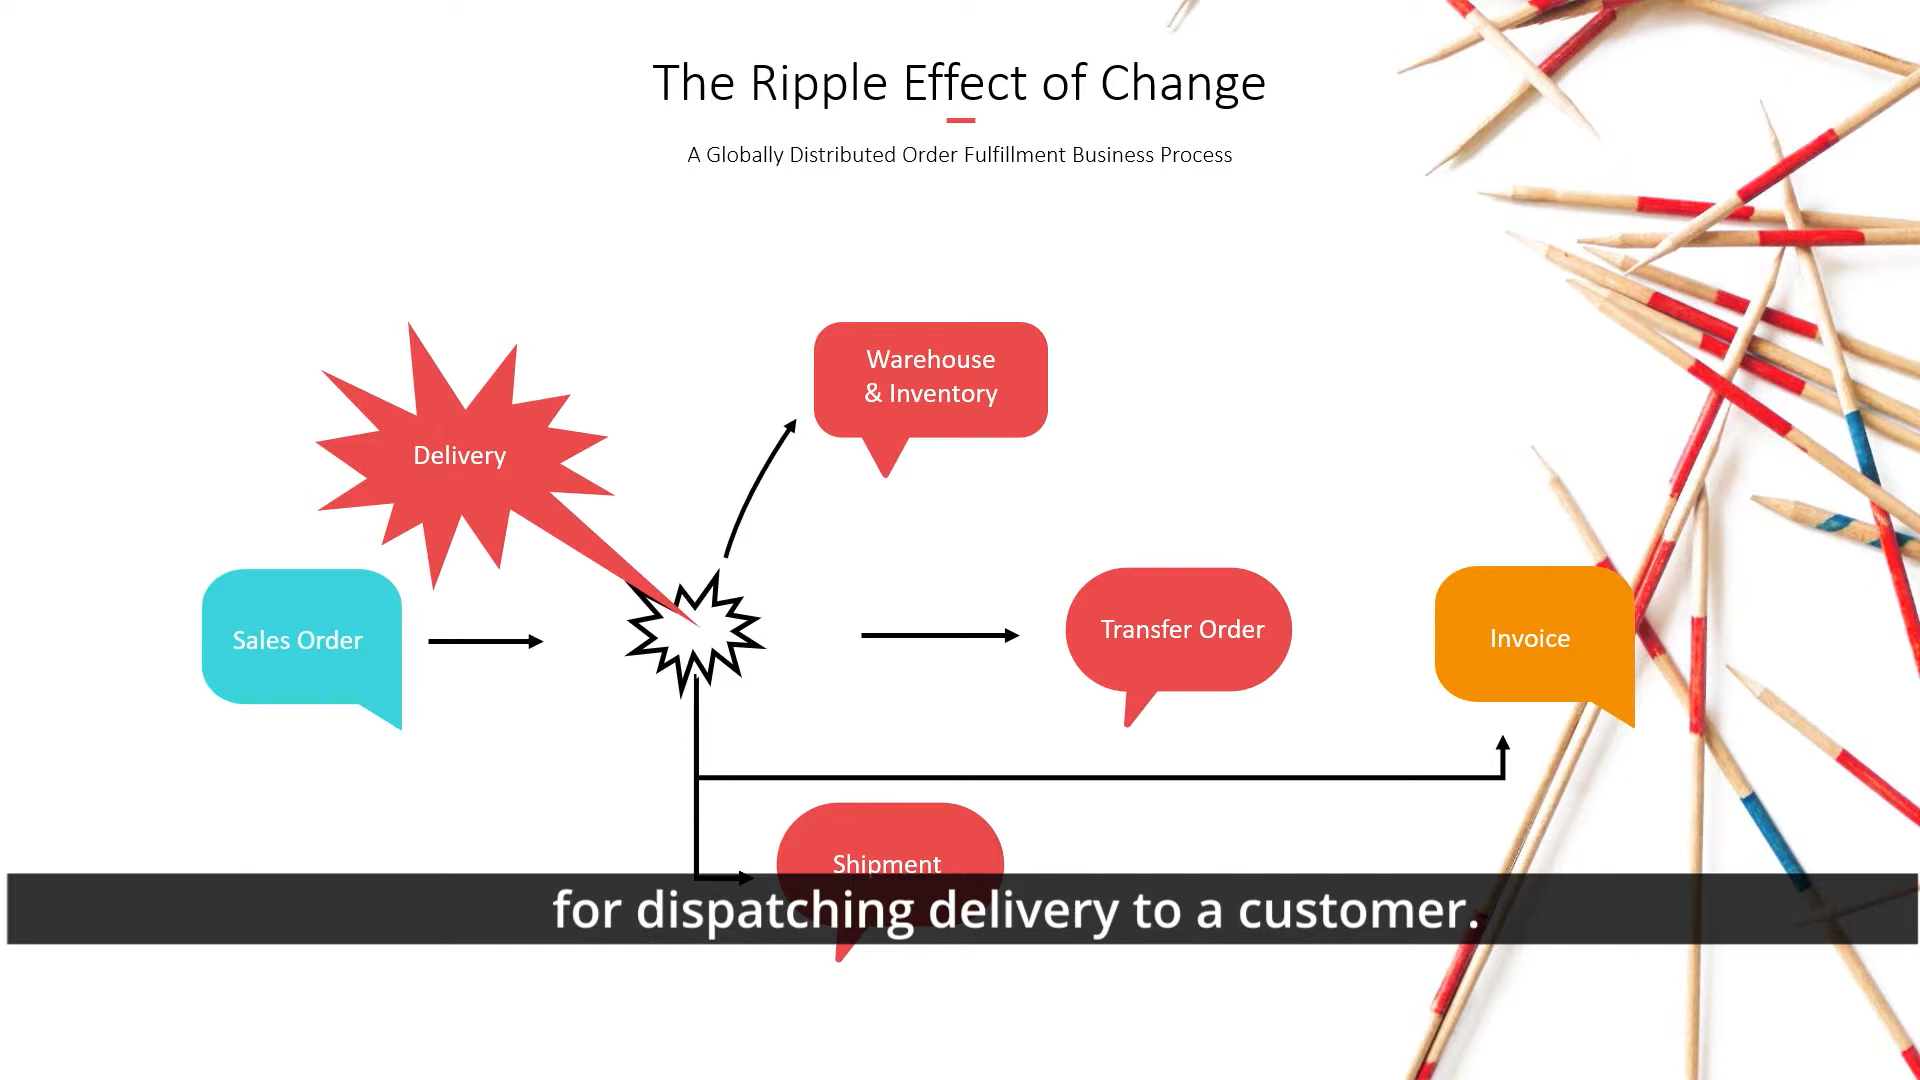 The Ripple Effect of Change
A Globally Distributed Order Fulfillment Business Process
Warehouse
& Inventory
Delivery
Sales Order
Transfer Order
Invoice
Shipment
for dispatching delivery to a customer.